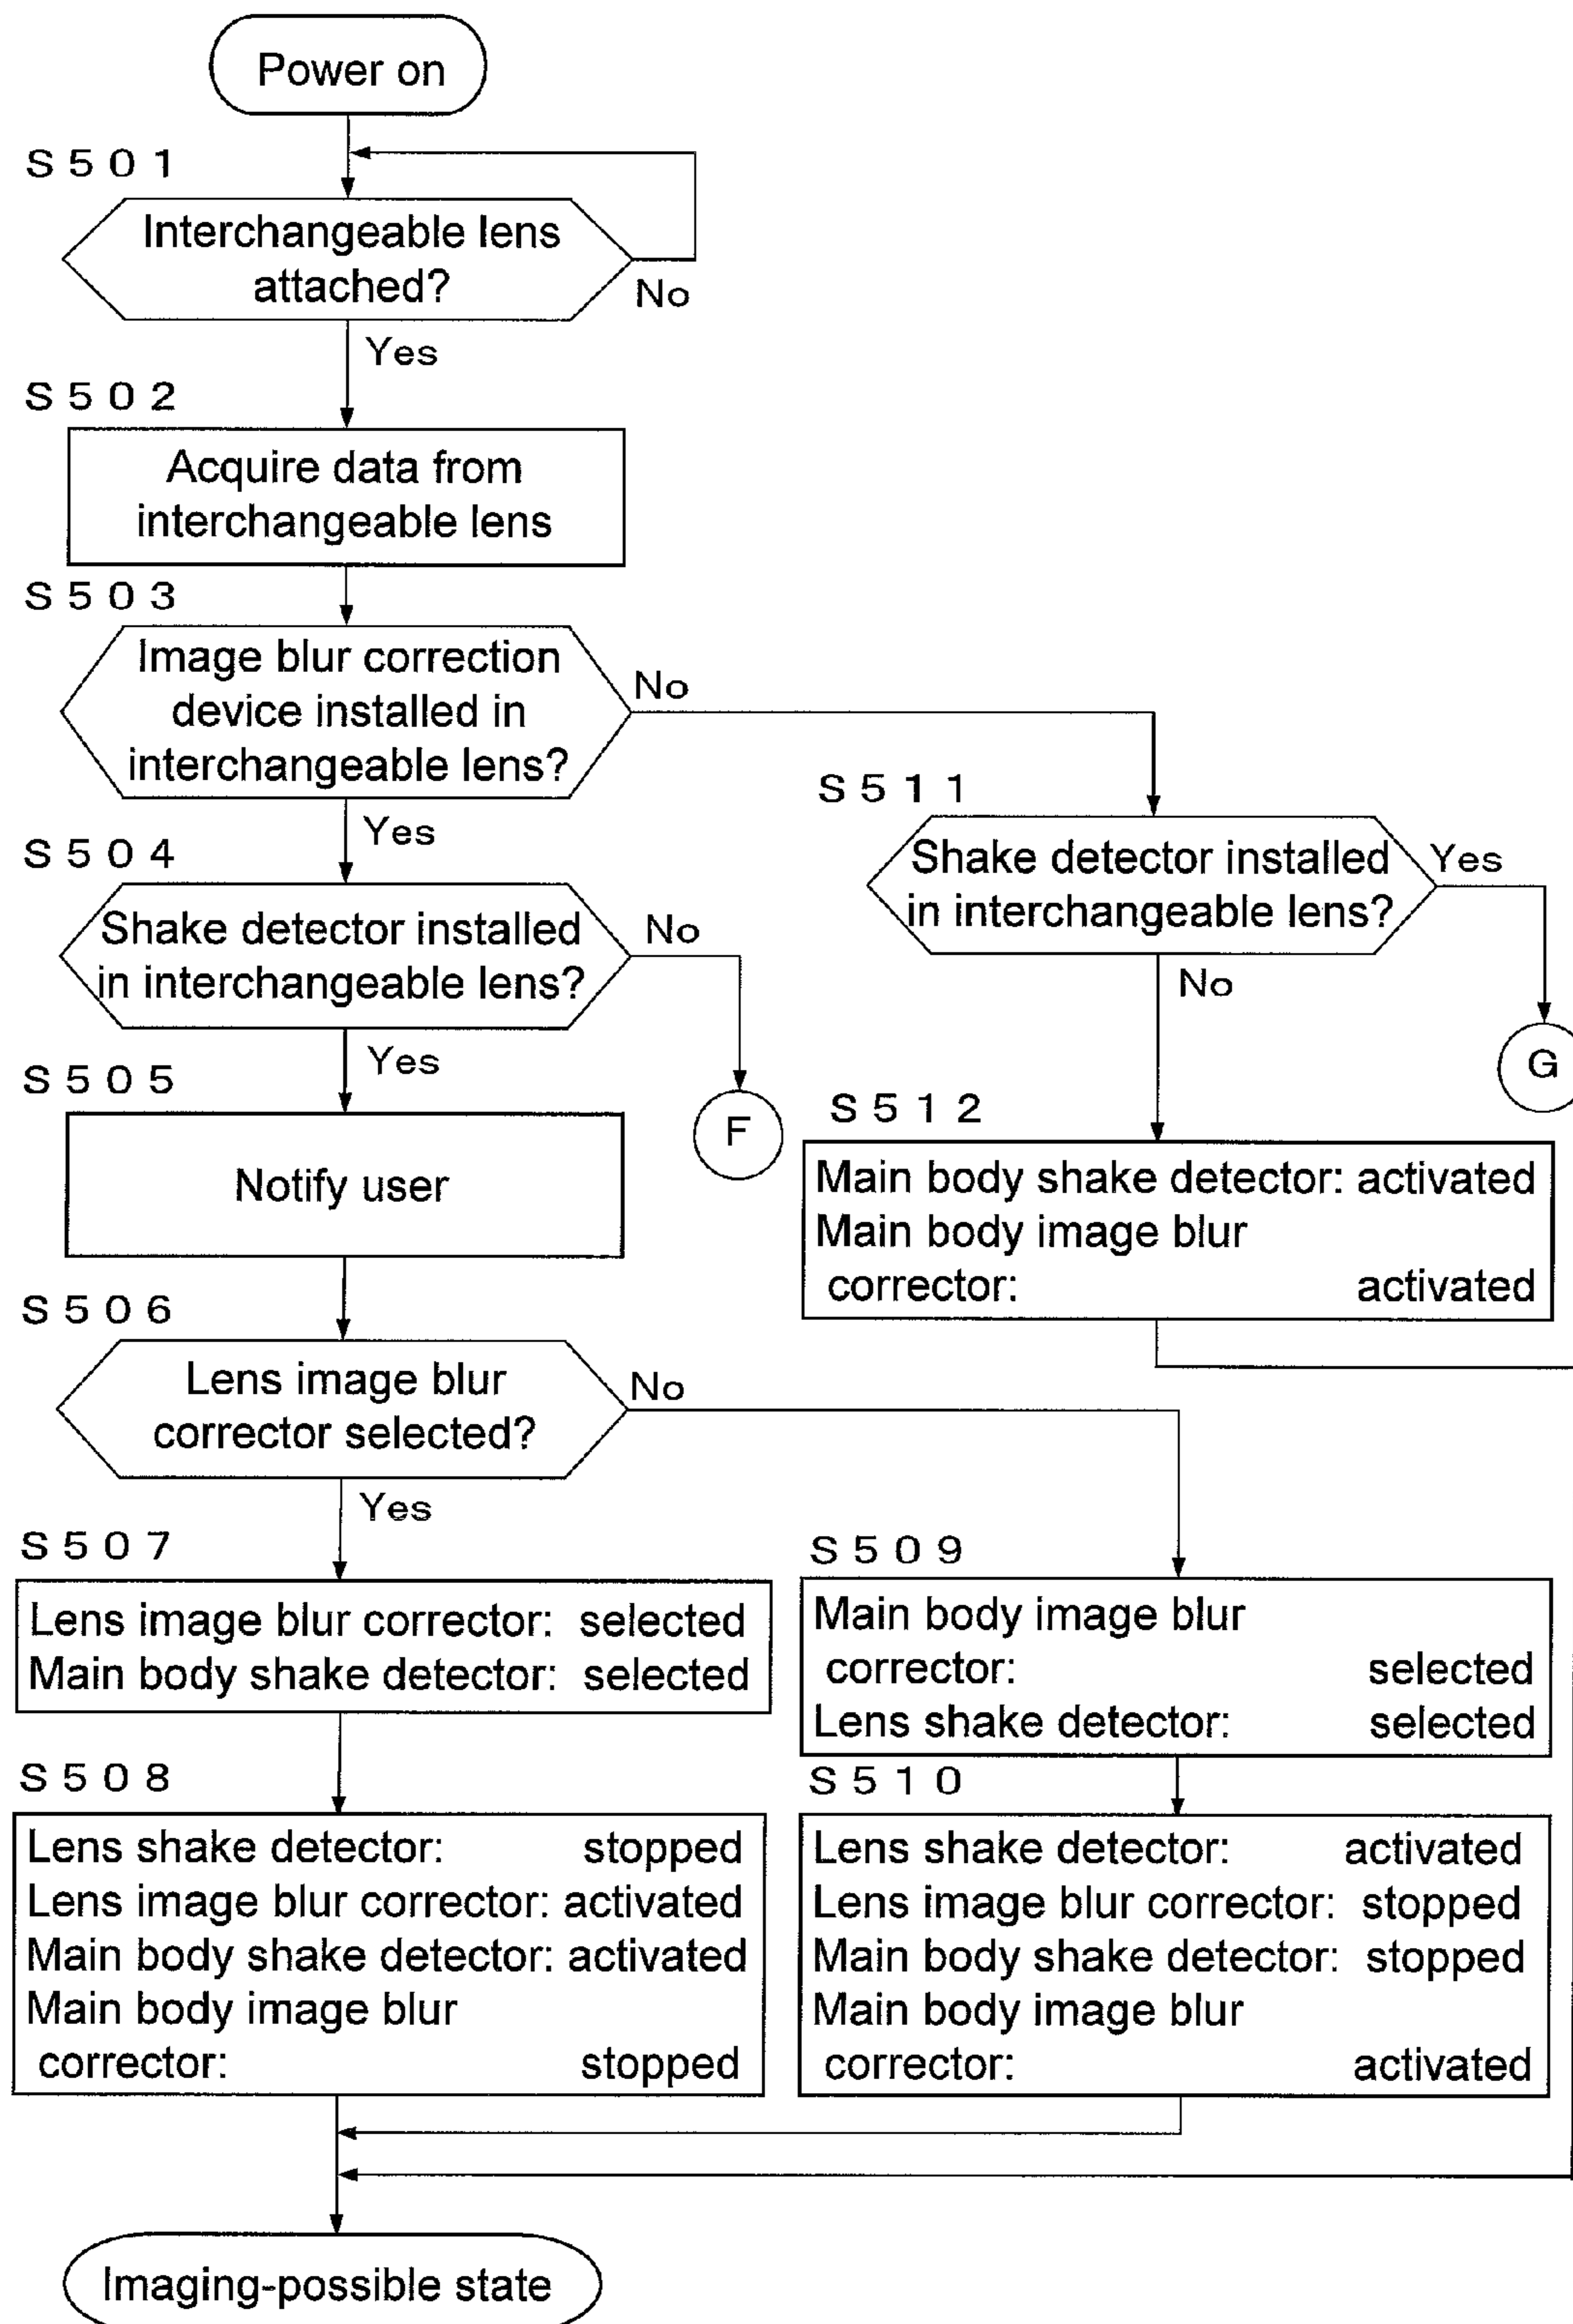 Power on
S501
Interchangeable lens
attached?
No
Yes
S502
Acquire data from
interchangeable lens
S503
Image blur correction
device installed in
interchangeable lens?
No
Yes
S504
Shake detector installed
in interchangeable lens?
No
Yes
F
S511
Shake detector installed
in interchangeable lens?
Yes
No
G
S512
Main body shake detector: activated
Main body image blur
corrector: activated
S505
Notify user
S506
Lens image blur
corrector selected?
No
Yes
S507
Lens image blur corrector: selected
Main body shake detector: selected
S508
Lens shake detector: stopped
Lens image blur corrector: activated
Main body shake detector: activated
Main body image blur
corrector: stopped
S509
Main body image blur
corrector: selected
Lens shake detector: selected
S510
Lens shake detector: activated
Lens image blur corrector: stopped
Main body shake detector: stopped
Main body image blur
corrector: activated
Imaging-possible state